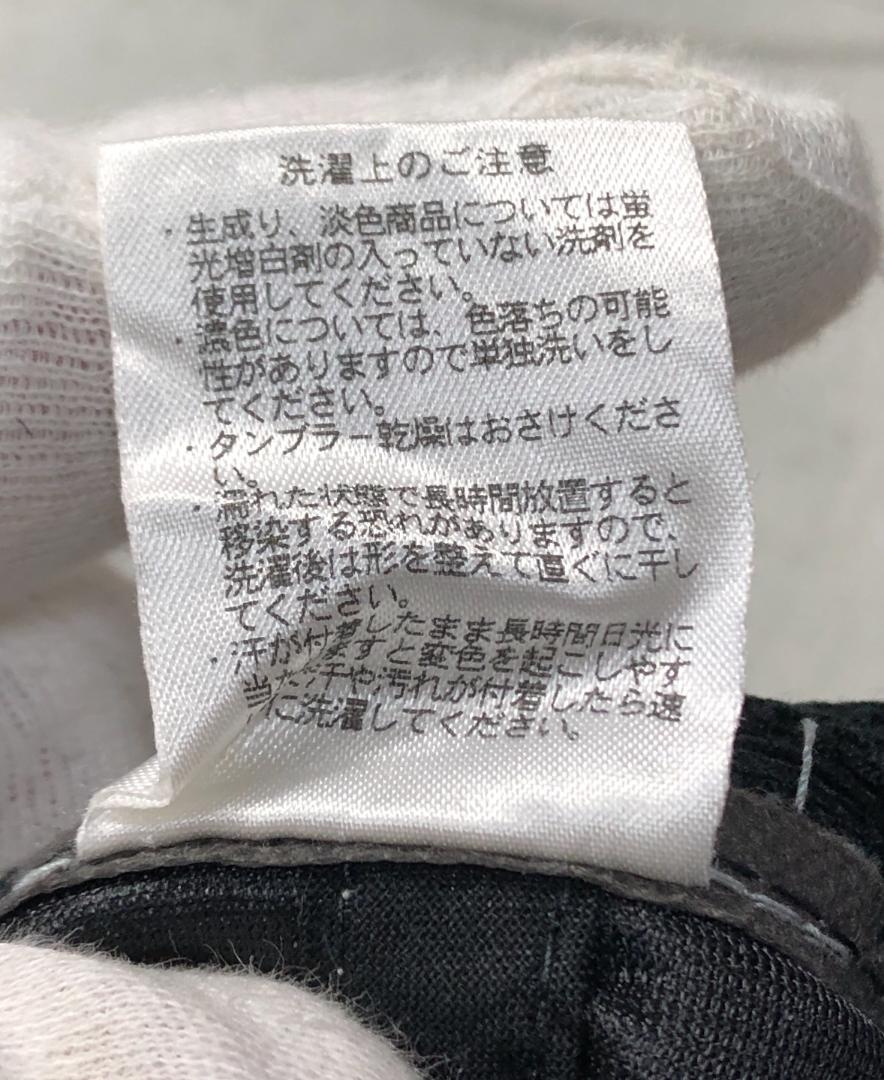 洗濯上のご注意
・生成り、淡色商品については蛍
光増白剤の入っていない洗剤を
使用してください。
・濃色については、色落ちの可能
性がありますので単独洗いをし
てください。
・タンブラー乾燥はおさけくださ
い。
・濡れた状態で長時間放置すると
移染する恐れがありますので、
洗濯後は形を整えて直ぐに干し
てください。
・汗が付着したまま長時間日光に
ますと変色を起こしやす
汗や汚れが付着したら速
に洗濯してください。